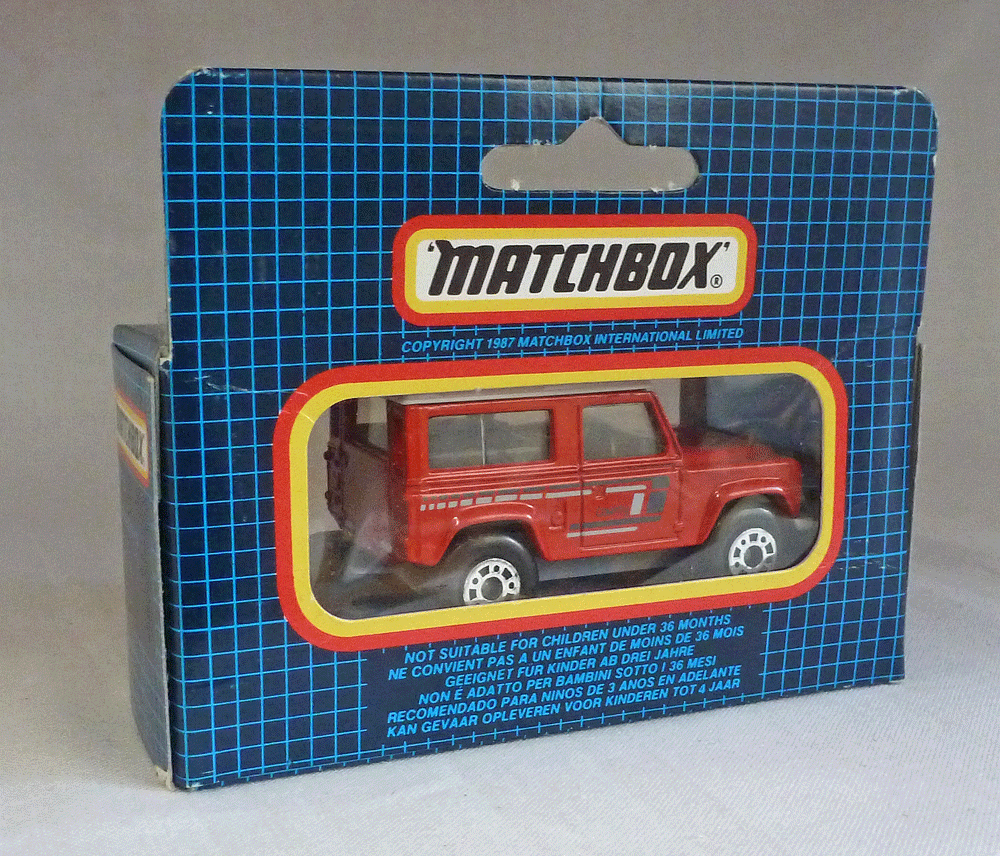 'MATCHBOX'®
COPYRIGHT 1987 MATCHBOX INTERNATIONAL LIMITED
MATCHBOX
NOT SUITABLE FOR CHILDREN UNDER 36 MONTHS
NE CONVIENT PAS A UN ENFANT DE MOINS DE 36 MOIS
GEEIGNET FUR KINDER AB DREI JAHRE
NON É ADATTO PER BAMBINI SOTTO I 36 MESI
RECOMENDADO PARA NINOS DE 3 ANOS EN ADELANTE
KAN GEVAAR OPLEVEREN VOOR KINDEREN TOT 4 JAAR